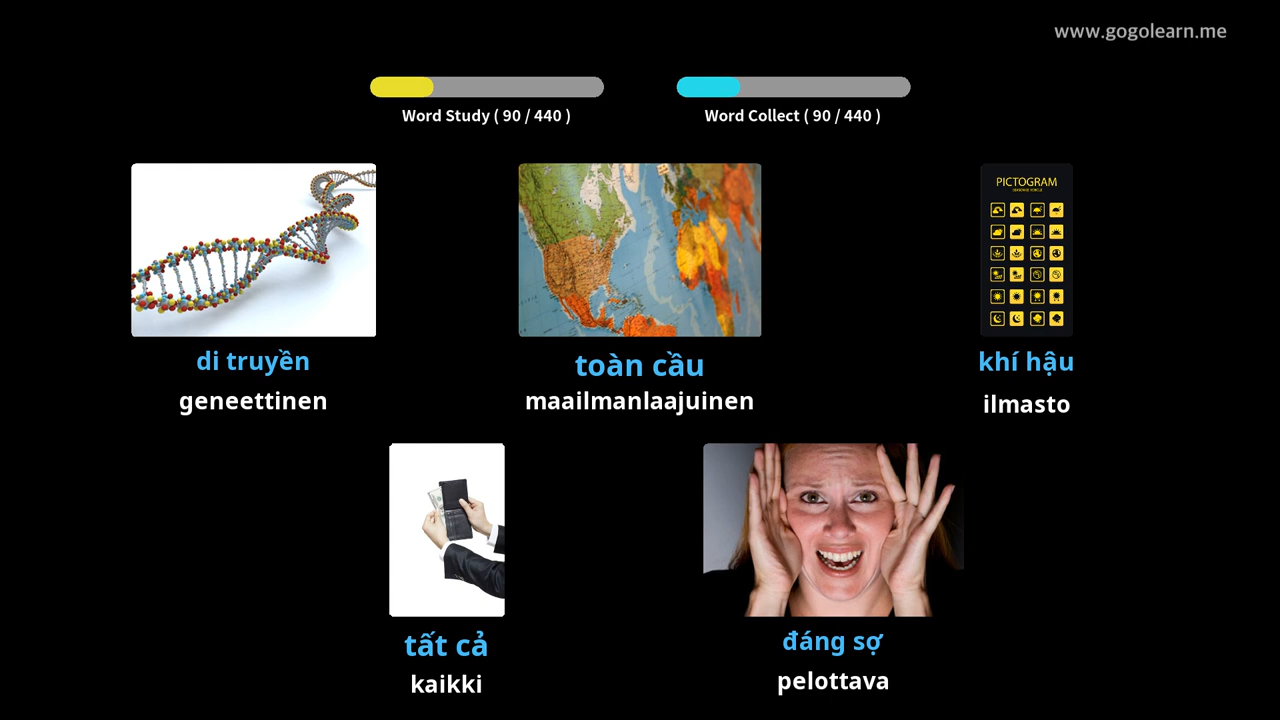 www.gogolearn.me
Word Study ( 90 / 440 )
Word Collect ( 90 / 440 )
PICTOGRAM
di truyền
geneettinen
toàn cầu
maailmanlaajuinen
khí hậu
ilmasto
tất cả
kaikki
đáng sợ
pelottava